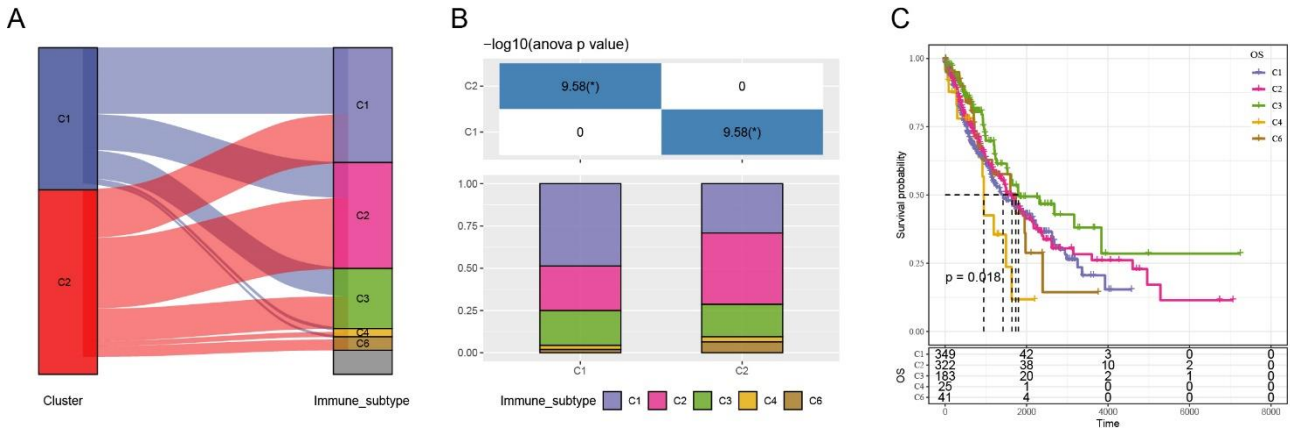 A
C1
C2
C1
C2
C3
C4
C6
Cluster
Immune_subtype
B
−log10(anova p value)
C2
9.58(*)
0
C1
0
9.58(*)
1.00
0.75
0.50
0.25
0.00
C1
C2
Immune_subtype
C1
C2
C3
C4
C6
C
OS
C1
C2
C3
C4
C6
Survival probability
1.00
0.75
0.50
0.25
0.00
p = 0.018
OS
C1 349 42 3 0 0
C2 322 38 10 2 0
C3 183 20 2 1 0
C4 25 1 0 0 0
C6 41 4 0 0 0
0 2000 4000 6000 8000
Time